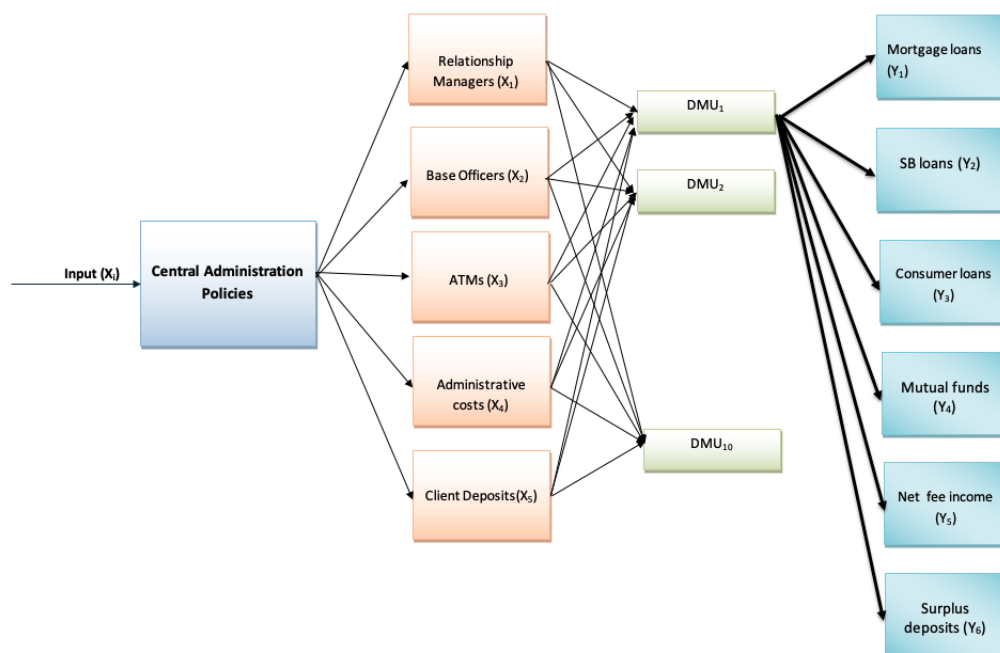 Input (Xᵢ)
Central Administration
Policies
Relationship
Managers (X₁)
Base Officers (X₂)
ATMs (X₃)
Administrative
costs (X₄)
Client Deposits(X₅)
DMU₁
DMU₂
DMU₁₀
Mortgage loans
(Y₁)
SB loans (Y₂)
Consumer loans
(Y₃)
Mutual funds
(Y₄)
Net fee income
(Y₅)
Surplus
deposits (Y₆)